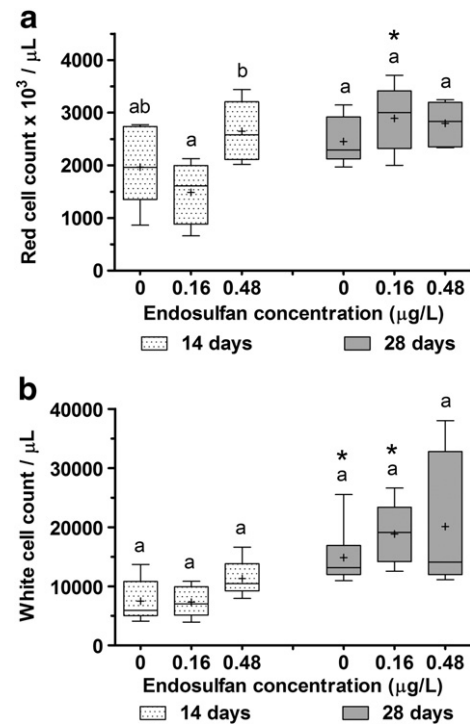 a
Red cell count x 10³ / µL
4000
3000
2000
1000
0
ab
a
b
a
*
a
a
0 0.16 0.48 0 0.16 0.48
Endosulfan concentration (µg/L)
14 days 28 days
b
White cell count / µL
40000
30000
20000
10000
0
a
a
a
*
a
*
a
a
0 0.16 0.48 0 0.16 0.48
Endosulfan concentration (µg/L)
14 days 28 days